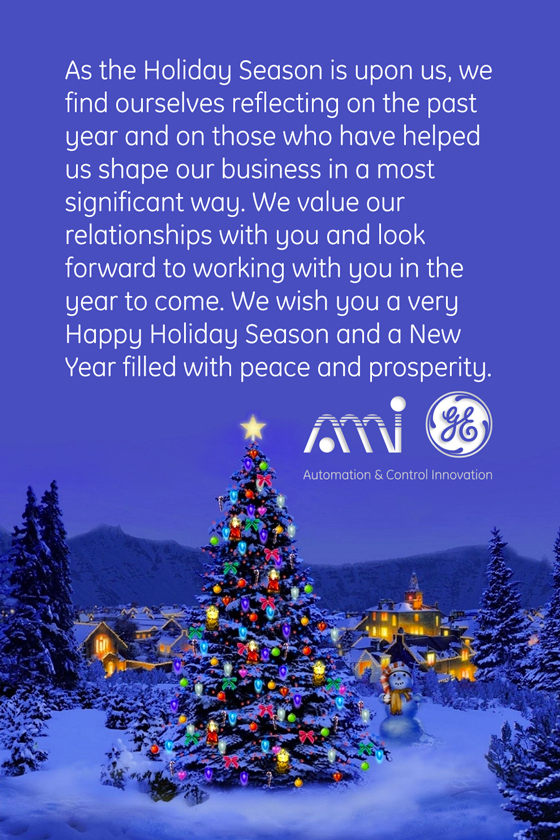 As the Holiday Season is upon us, we
find ourselves reflecting on the past
year and on those who have helped
us shape our business in a most
significant way. We value our
relationships with you and look
forward to working with you in the
year to come. We wish you a very
Happy Holiday Season and a New
Year filled with peace and prosperity.
ami GE
Automation & Control Innovation